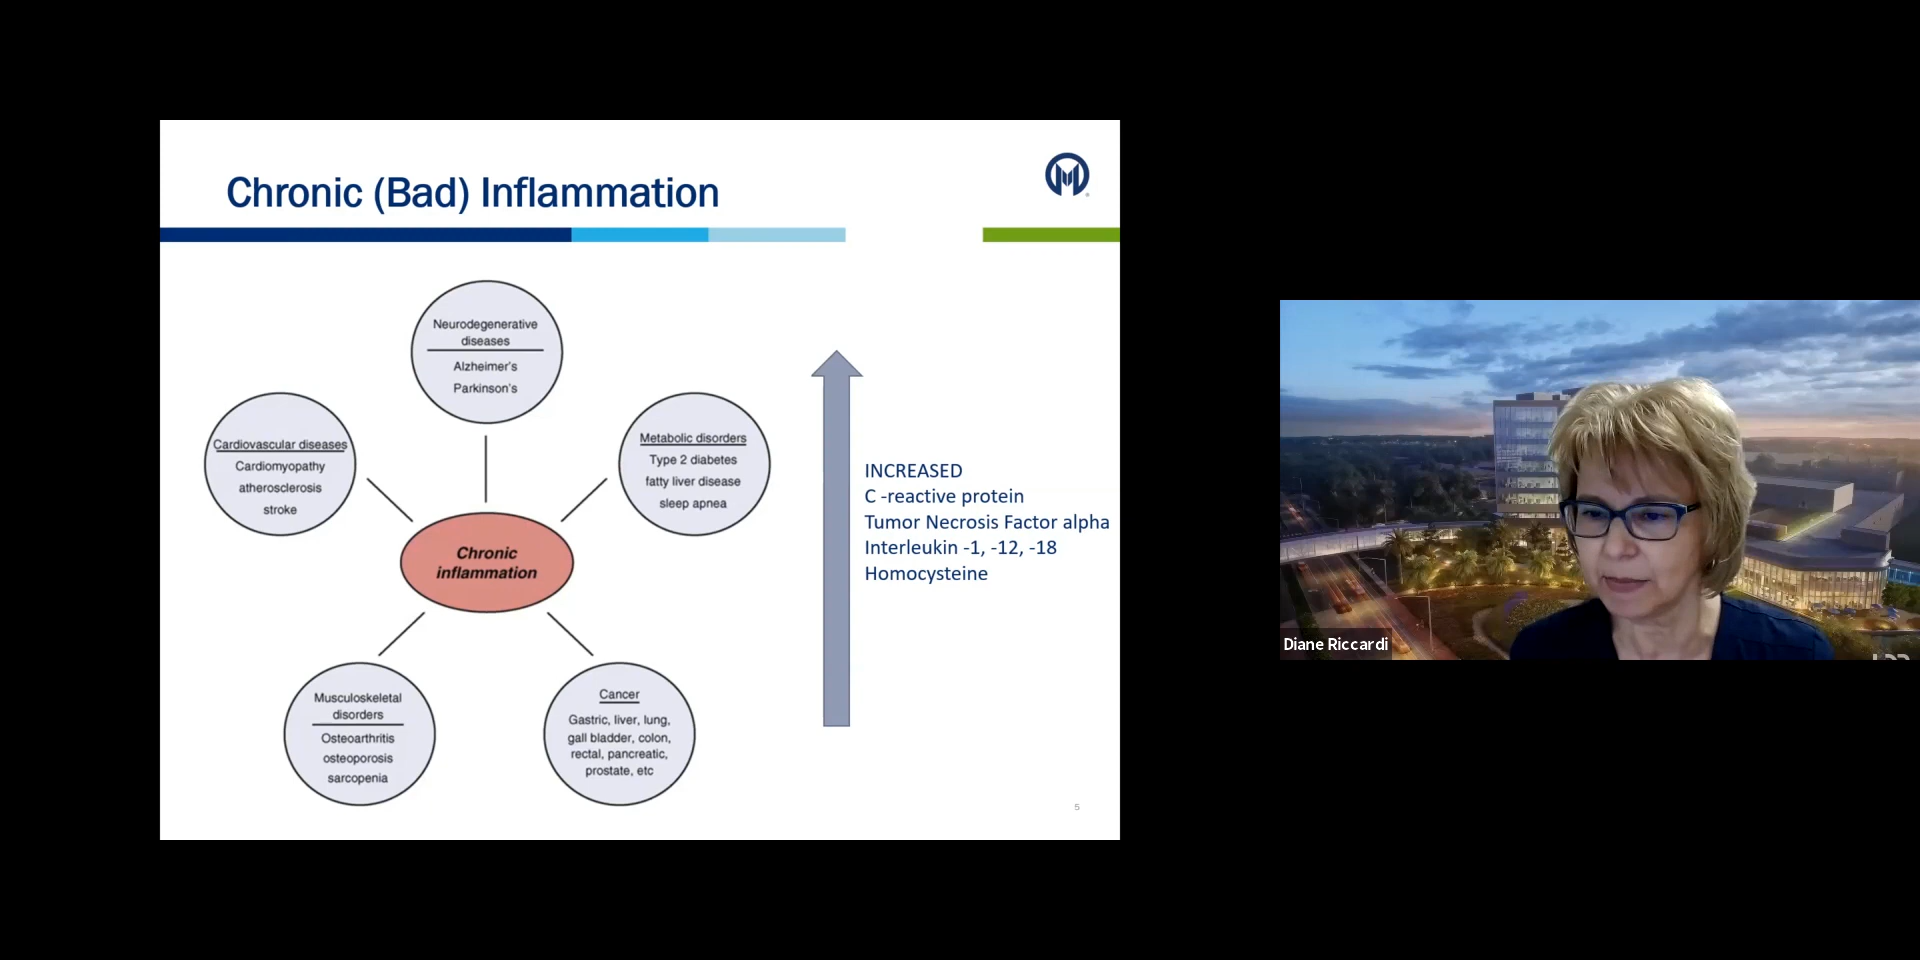 Chronic (Bad) Inflammation
Neurodegenerative
diseases
Alzheimer's
Parkinson's
Cardiovascular diseases
Cardiomyopathy
atherosclerosis
stroke
Metabolic disorders
Type 2 diabetes
fatty liver disease
sleep apnea
Chronic
inflammation
Musculoskeletal
disorders
Osteoarthritis
osteoporosis
sarcopenia
Cancer
Gastric, liver, lung,
gall bladder, colon,
rectal, pancreatic,
prostate, etc
INCREASED
C -reactive protein
Tumor Necrosis Factor alpha
Interleukin -1, -12, -18
Homocysteine
5
Diane Riccardi